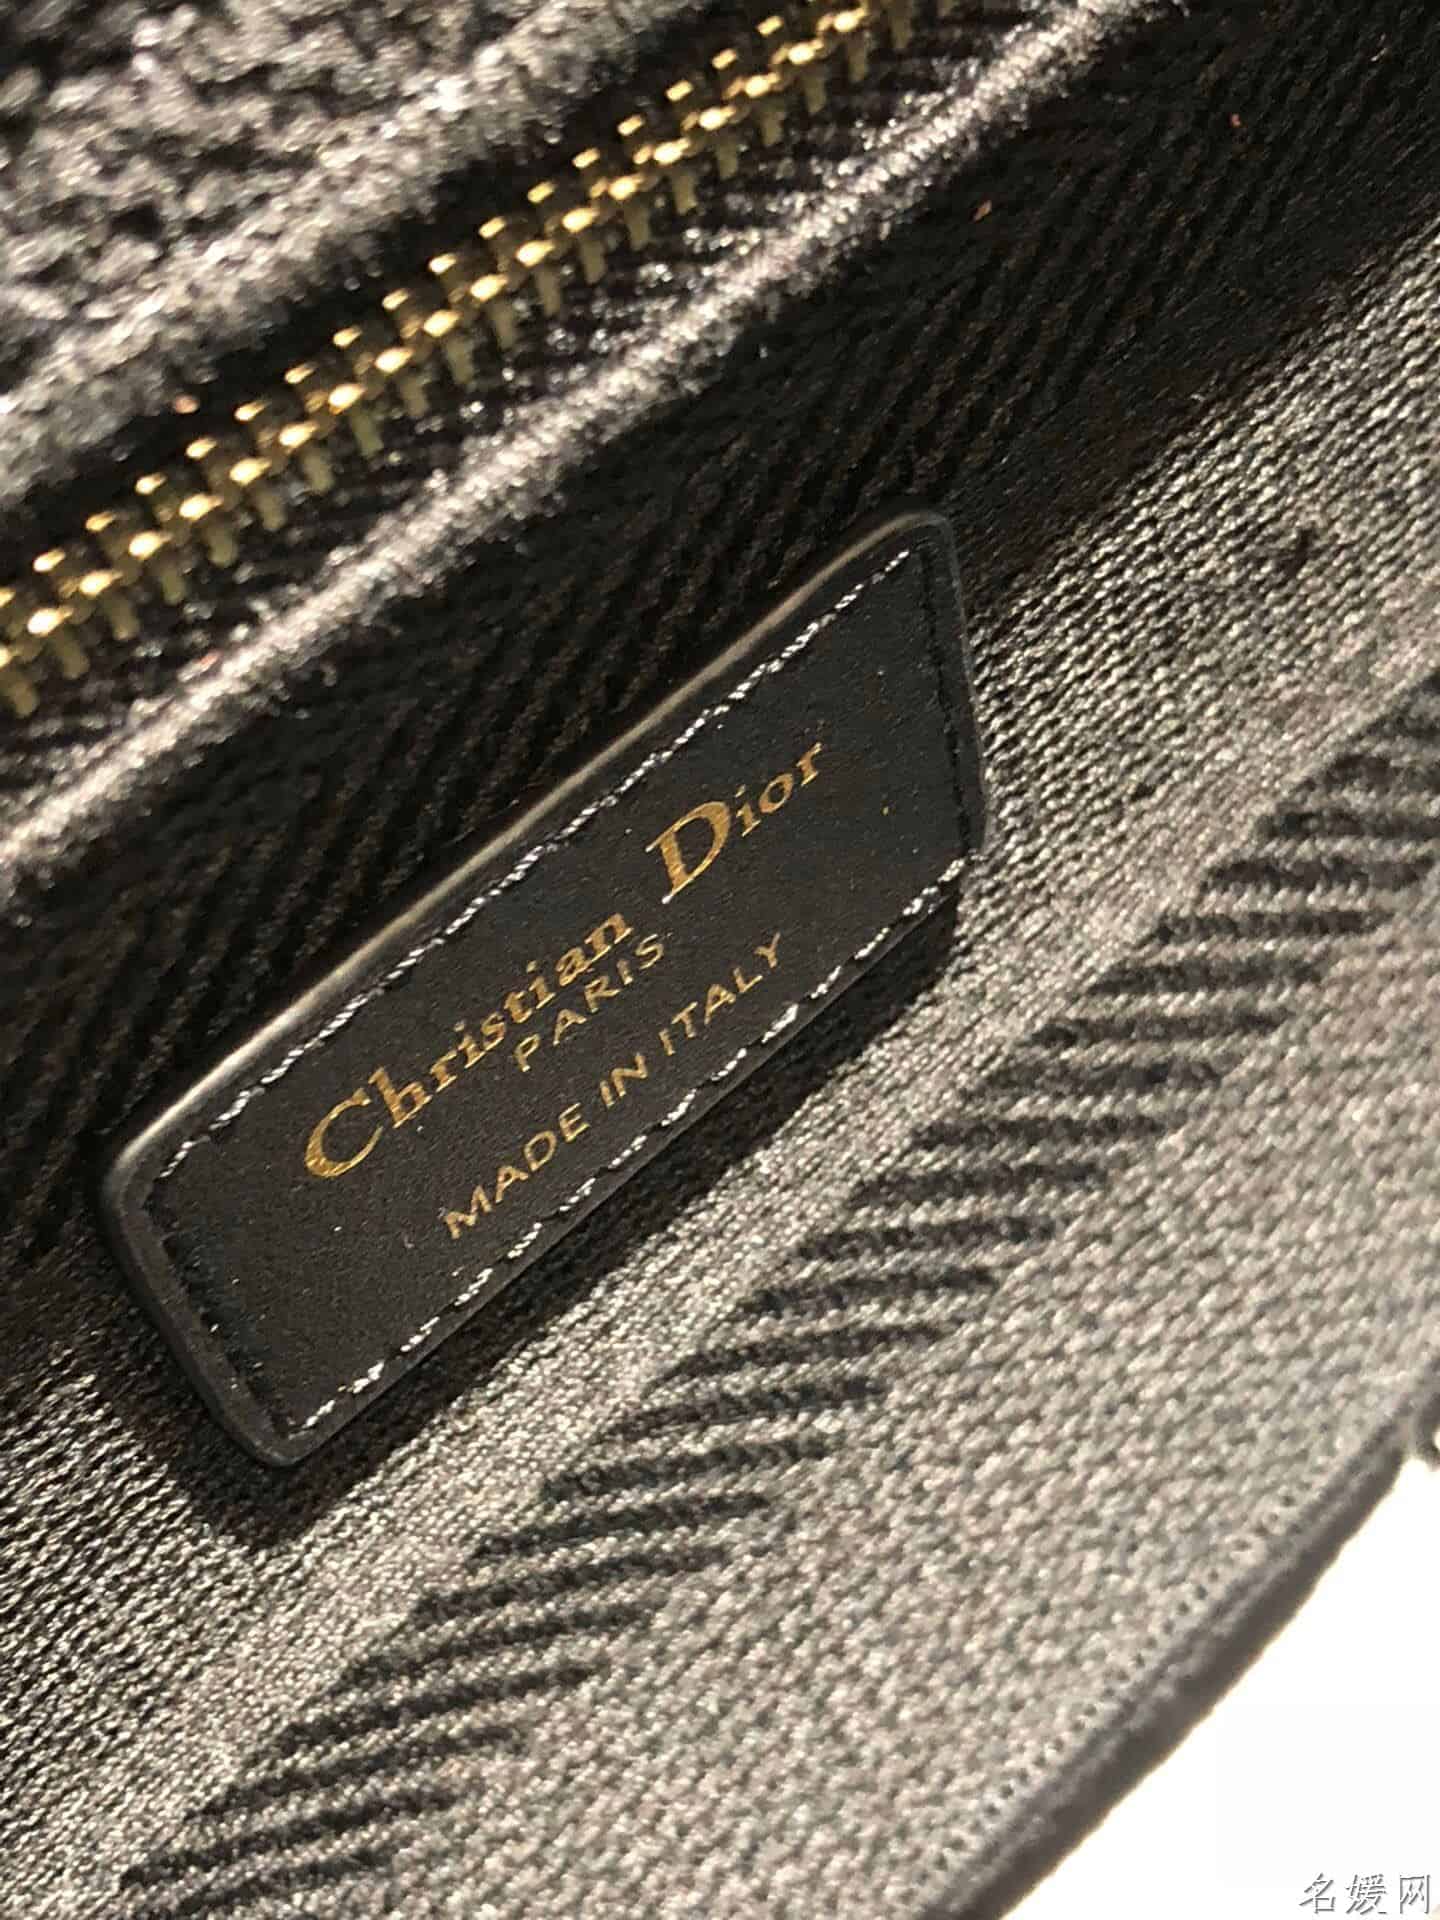 Christian Dior
PARIS
MADE IN ITALY
名媛网